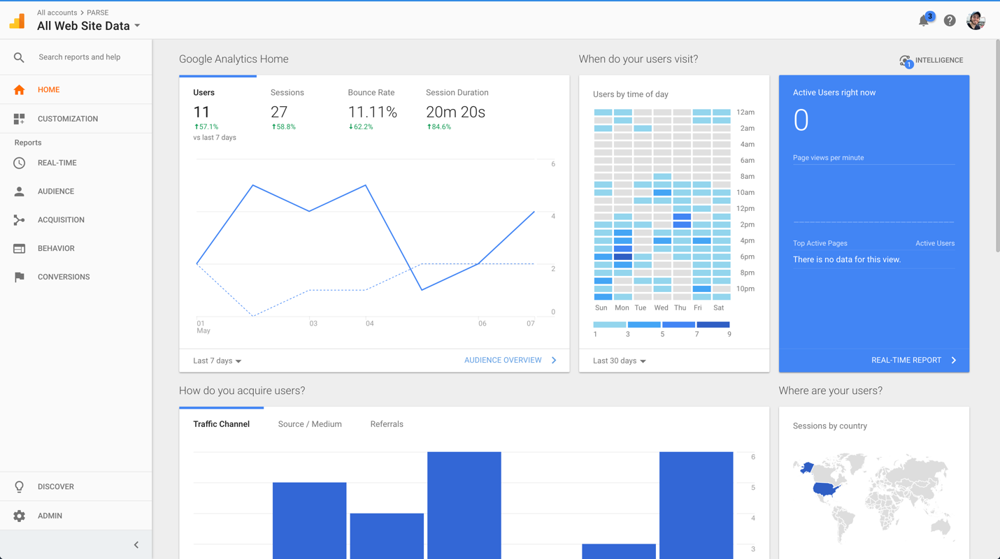 All accounts > PARSE
All Web Site Data
3
Search reports and help
HOME
CUSTOMIZATION
Reports
REAL-TIME
AUDIENCE
ACQUISITION
BEHAVIOR
CONVERSIONS
DISCOVER
ADMIN
Google Analytics Home
Users
11
57.1%
vs last 7 days
Sessions
27
58.8%
Bounce Rate
11.11%
62.2%
Session Duration
20m 20s
84.6%
6
4
2
0
01 03 04 06 07
May
Last 7 days
AUDIENCE OVERVIEW
When do your users visit?
Users by time of day
12am
2am
4am
6am
8am
10am
12pm
2pm
4pm
6pm
8pm
10pm
Sun Mon Tue Wed Thu Fri Sat
1 3 5 7 9
Last 30 days
1
INTELLIGENCE
Active Users right now
0
Page views per minute
Top Active Pages Active Users
There is no data for this view.
REAL-TIME REPORT
How do you acquire users?
Traffic Channel Source / Medium Referrals
6
5
4
3
Where are your users?
Sessions by country